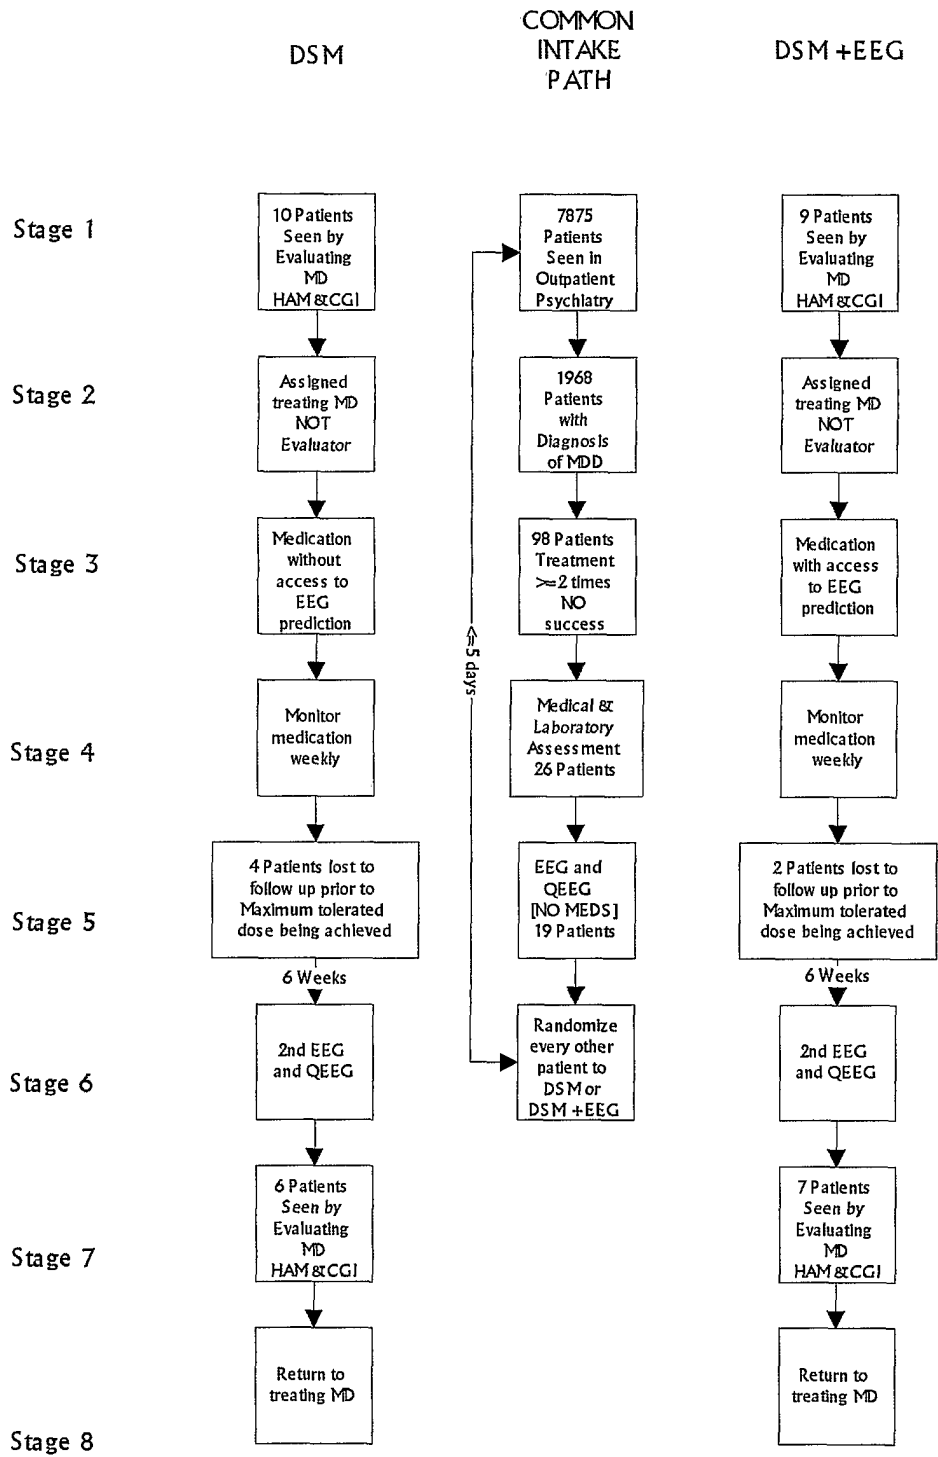 DSM
COMMON
INTAKE
PATH
DSM+EEG
Stage 1
10 Patients
Seen by
Evaluating
MD
HAM&CGI
7875
Patients
Seen in
Outpatient
Psychiatry
9 Patients
Seen by
Evaluating
MD
HAM&CGI
Stage 2
Assigned
treating MD
NOT
Evaluator
1968
Patients
with
Diagnosis
of MDD
Assigned
treating MD
NOT
Evaluator
Stage 3
Medication
without
access to
EEG
prediction
98 Patients
Treatment
>=2 times
NO
success
Medication
with access
to EEG
prediction
<=5 days
Stage 4
Monitor
medication
weekly
Medical &
Laboratory
Assessment
26 Patients
Monitor
medication
weekly
Stage 5
4 Patients lost to
follow up prior to
Maximum tolerated
dose being achieved
EEG and
QEEG
[NO MEDS]
19 Patients
2 Patients lost to
follow up prior to
Maximum tolerated
dose being achieved
6 Weeks
6 Weeks
Stage 6
2nd EEG
and QEEG
Randomize
every other
patient to
DSM or
DSM+EEG
2nd EEG
and QEEG
Stage 7
6 Patients
Seen by
Evaluating
MD
HAM&CGI
7 Patients
Seen by
Evaluating
MD
HAM&CGI
Return to
treating MD
Return to
treating MD
Stage 8